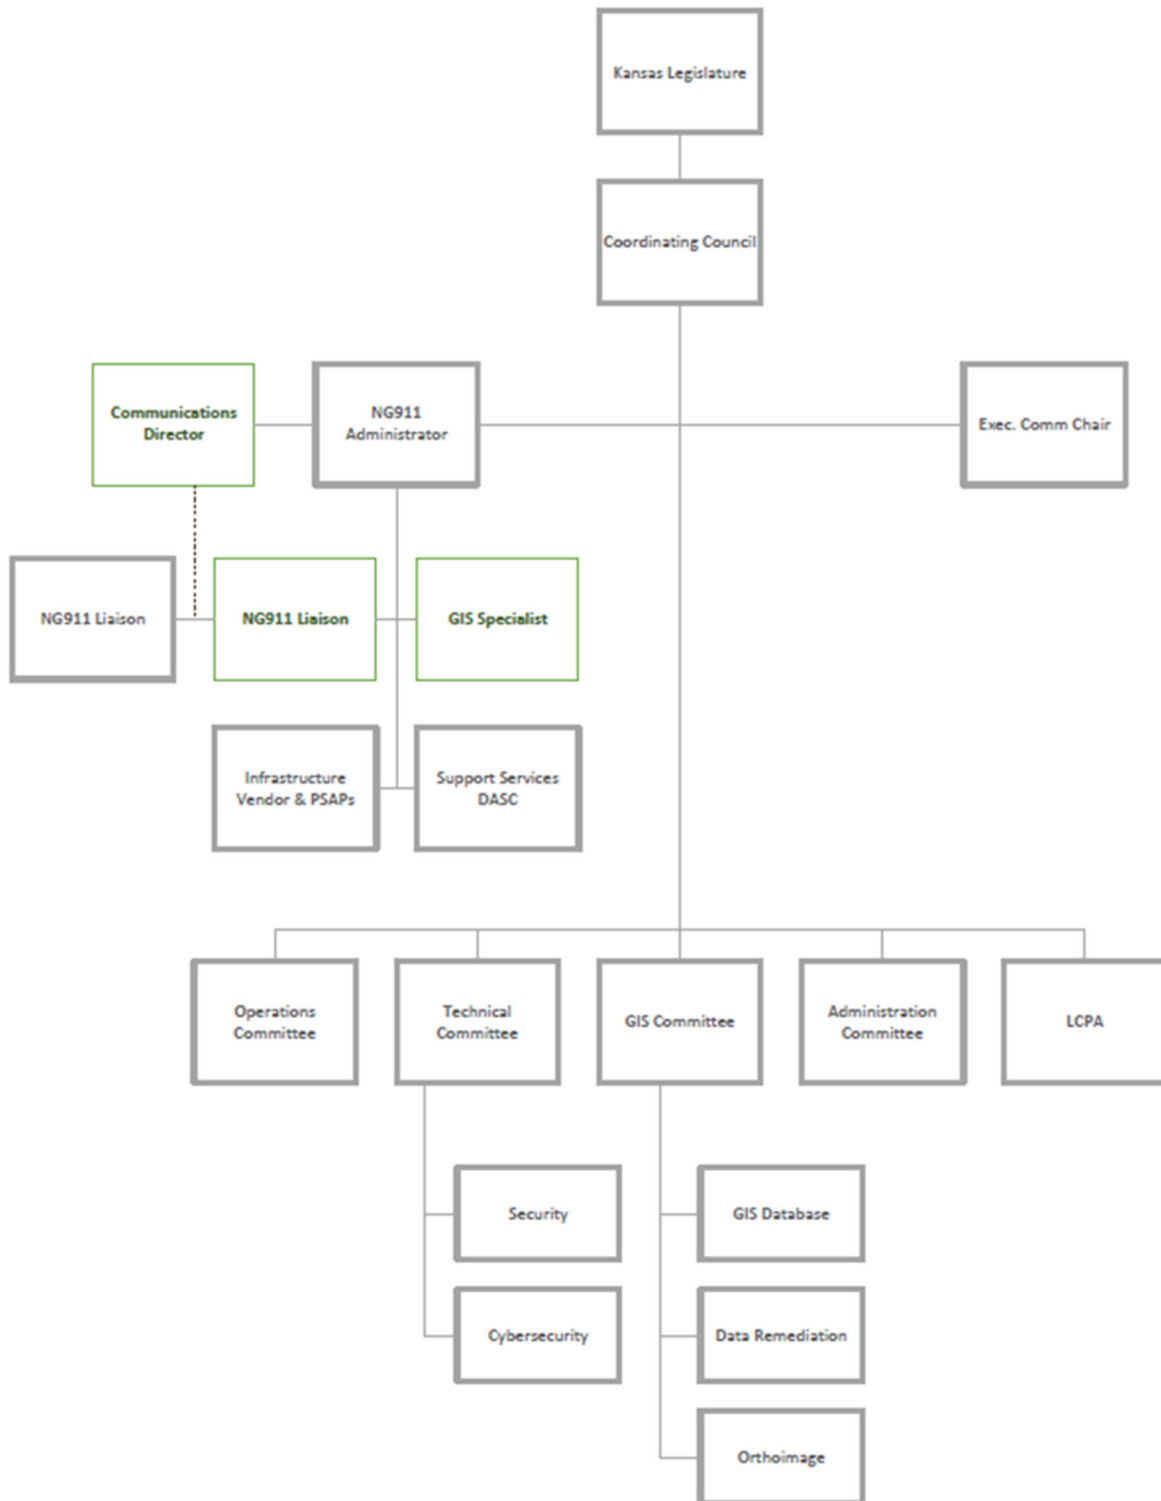 Kansas Legislature
Coordinating Council
Communications
Director
NG911
Administrator
Exec. Comm Chair
NG911 Liaison
NG911 Liaison
GIS Specialist
Infrastructure
Vendor & PSAPs
Support Services
DASC
Operations
Committee
Technical
Committee
GIS Committee
Administration
Committee
LCPA
Security
GIS Database
Cybersecurity
Data Remediation
Orthoimage